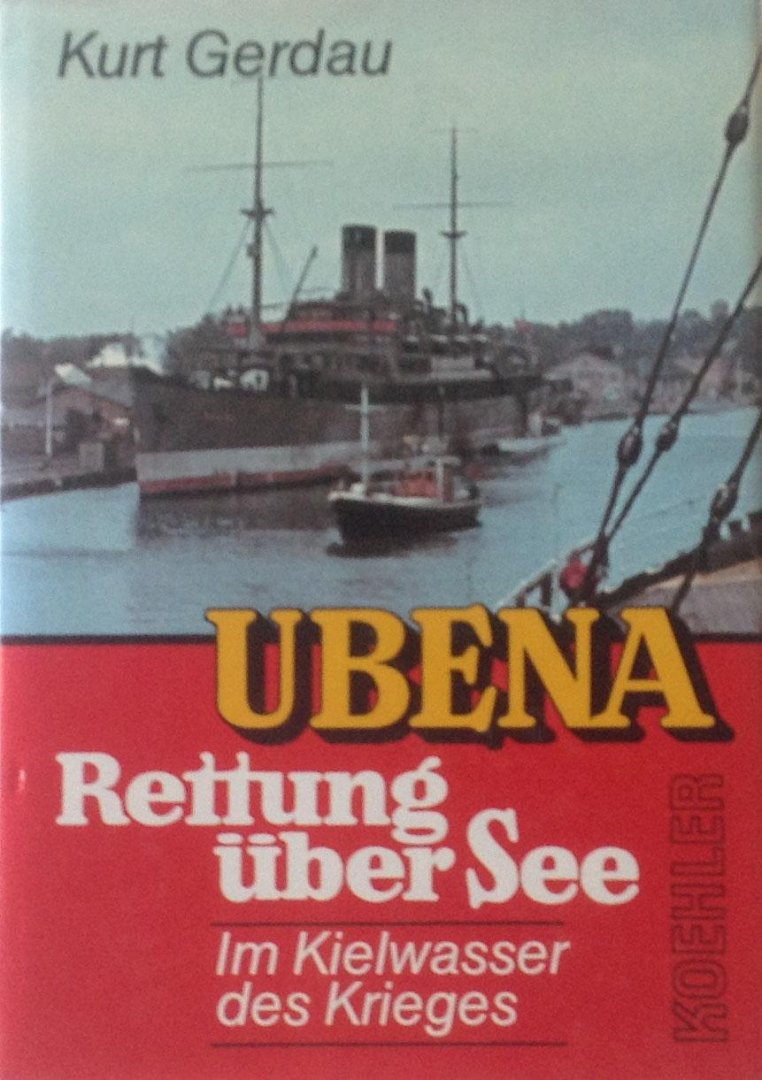 Kurt Gerdau
UBENA
Rettung
über See
Im Kielwasser
des Krieges
KOEHLER